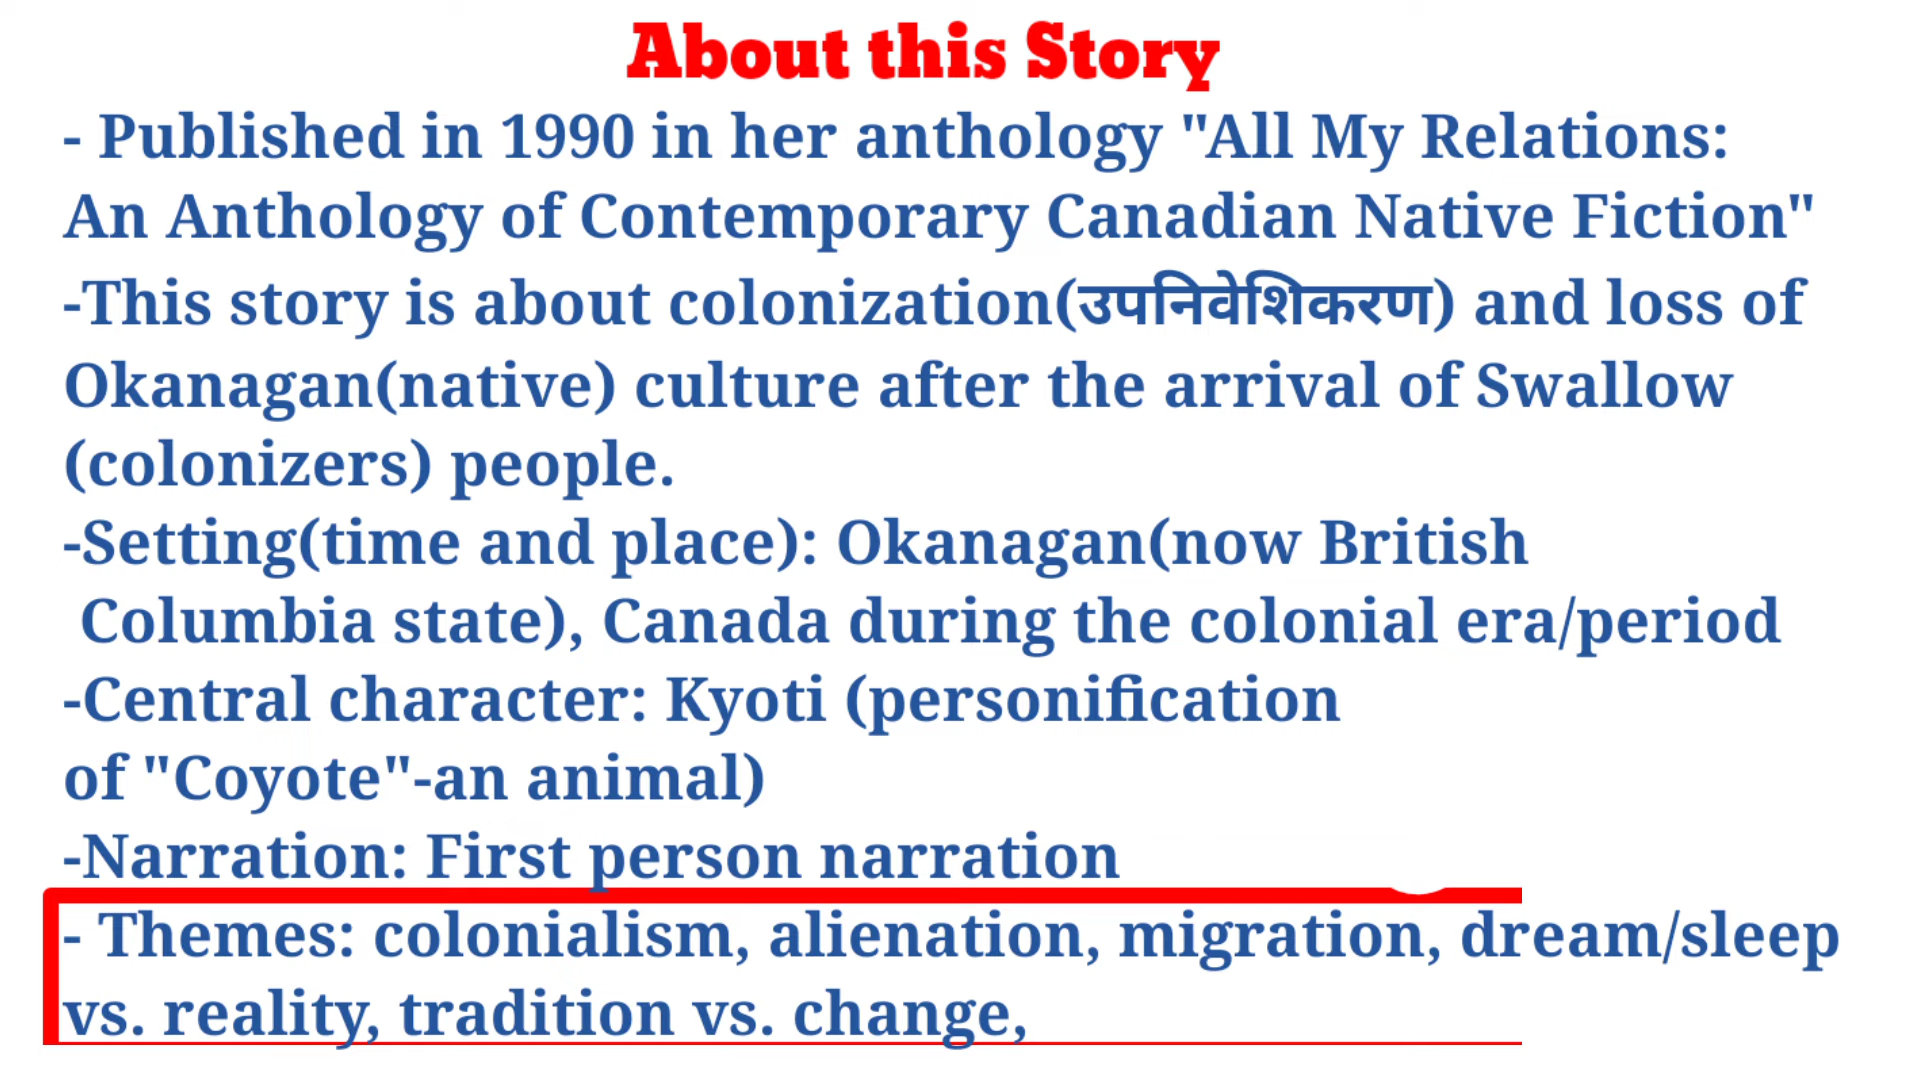 About this Story
- Published in 1990 in her anthology "All My Relations:
An Anthology of Contemporary Canadian Native Fiction"
-This story is about colonization(उपनिवेशिकरण) and loss of
Okanagan(native) culture after the arrival of Swallow
(colonizers) people.
-Setting(time and place): Okanagan(now British
Columbia state), Canada during the colonial era/period
-Central character: Kyoti (personification
of "Coyote"-an animal)
-Narration: First person narration
- Themes: colonialism, alienation, migration, dream/sleep
vs. reality, tradition vs. change,